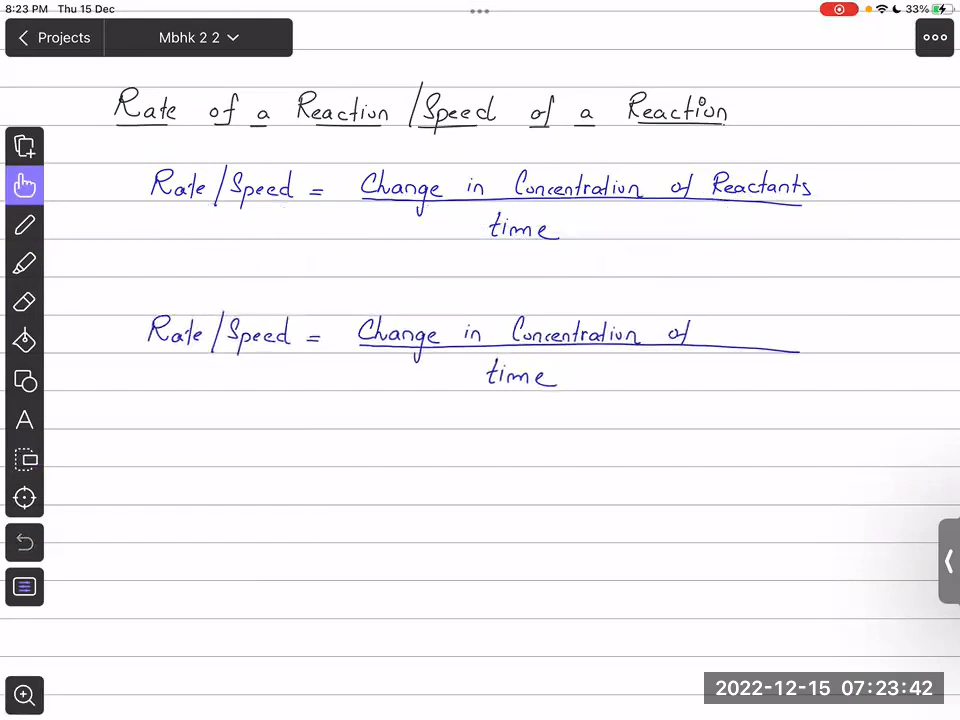 8:23 PM Thu 15 Dec
33%
Projects
Mbhk 2 2
Rate of a Reaction / Speed of a Reaction
Rate / Speed = Change in Concentration of Reactants
time
Rate / Speed = Change in Concentration of
time
A
2022-12-15 07:23:42